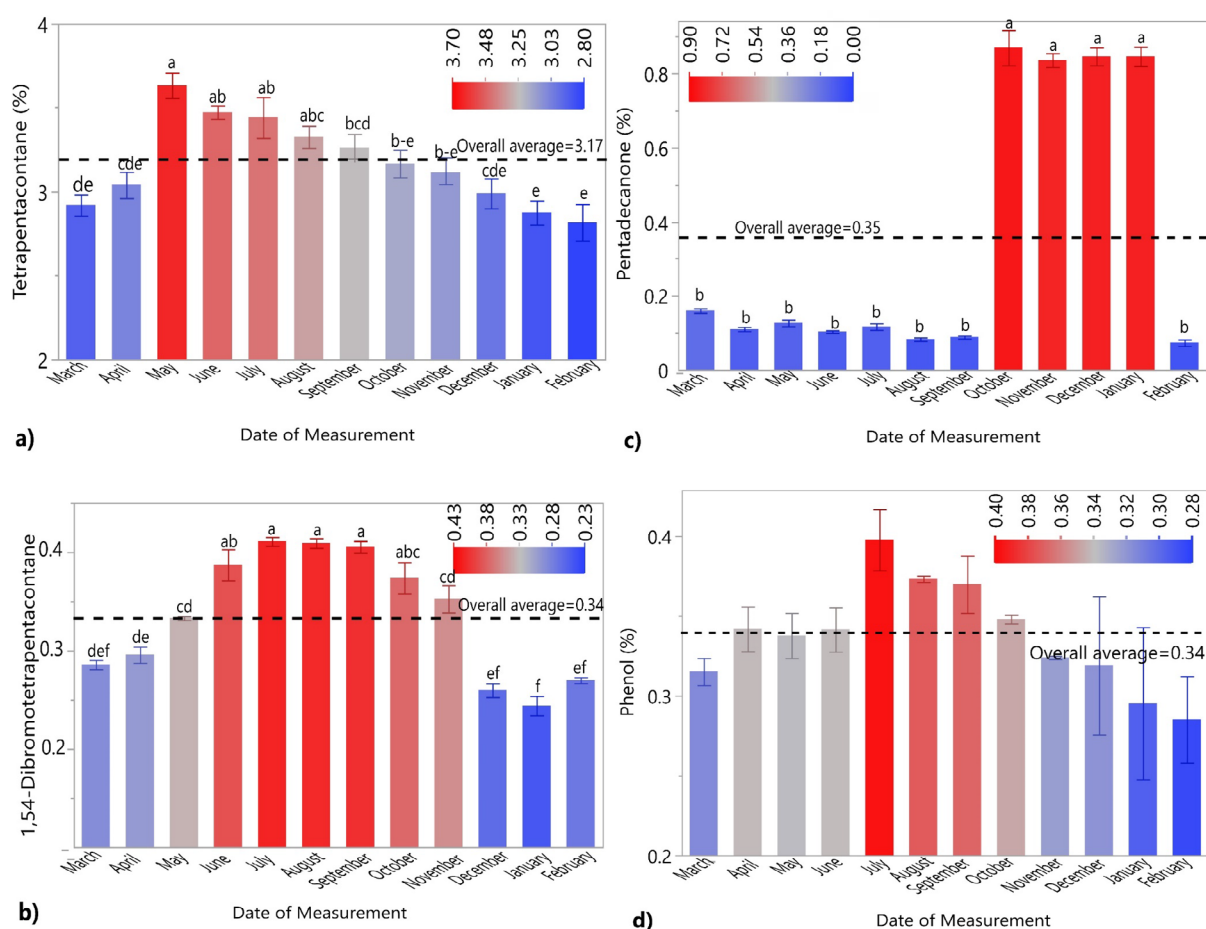 4
3
2
Tetrapentacontane (%)
3.70 3.48 3.25 3.03 2.80
de cde a ab ab abc bcd b-e b-e cde e e
Overall average=3.17
March April May June July August September October November December January February
Date of Measurement
a)
0.8
0.6
0.4
0.2
0
Pentadecanone (%)
0.90 0.72 0.54 0.36 0.18 0.00
b b b b b b b a a a a b
Overall average=0.35
March April May June July August September October November December January February
Date of Measurement
c)
0.4
0.3
0.2
1,54-Dibromotetrapentacontane
0.43 0.38 0.33 0.28 0.23
def de cd ab a a a abc cd ef f ef
Overall average=0.34
March April May June July August September October November December January February
Date of Measurement
b)
0.4
0.3
0.2
Phenol (%)
0.40 0.38 0.36 0.34 0.32 0.30 0.28
Overall average=0.34
March April May June July August September October November December January February
Date of Measurement
d)